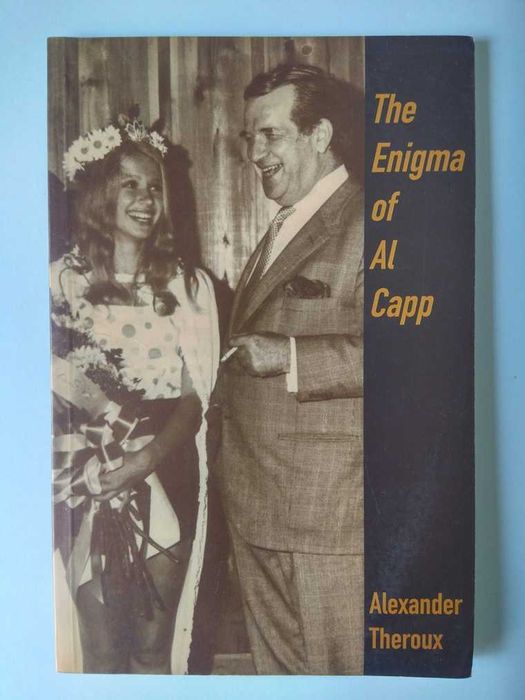 The
Enigma
of
Al
Capp
Alexander
Theroux